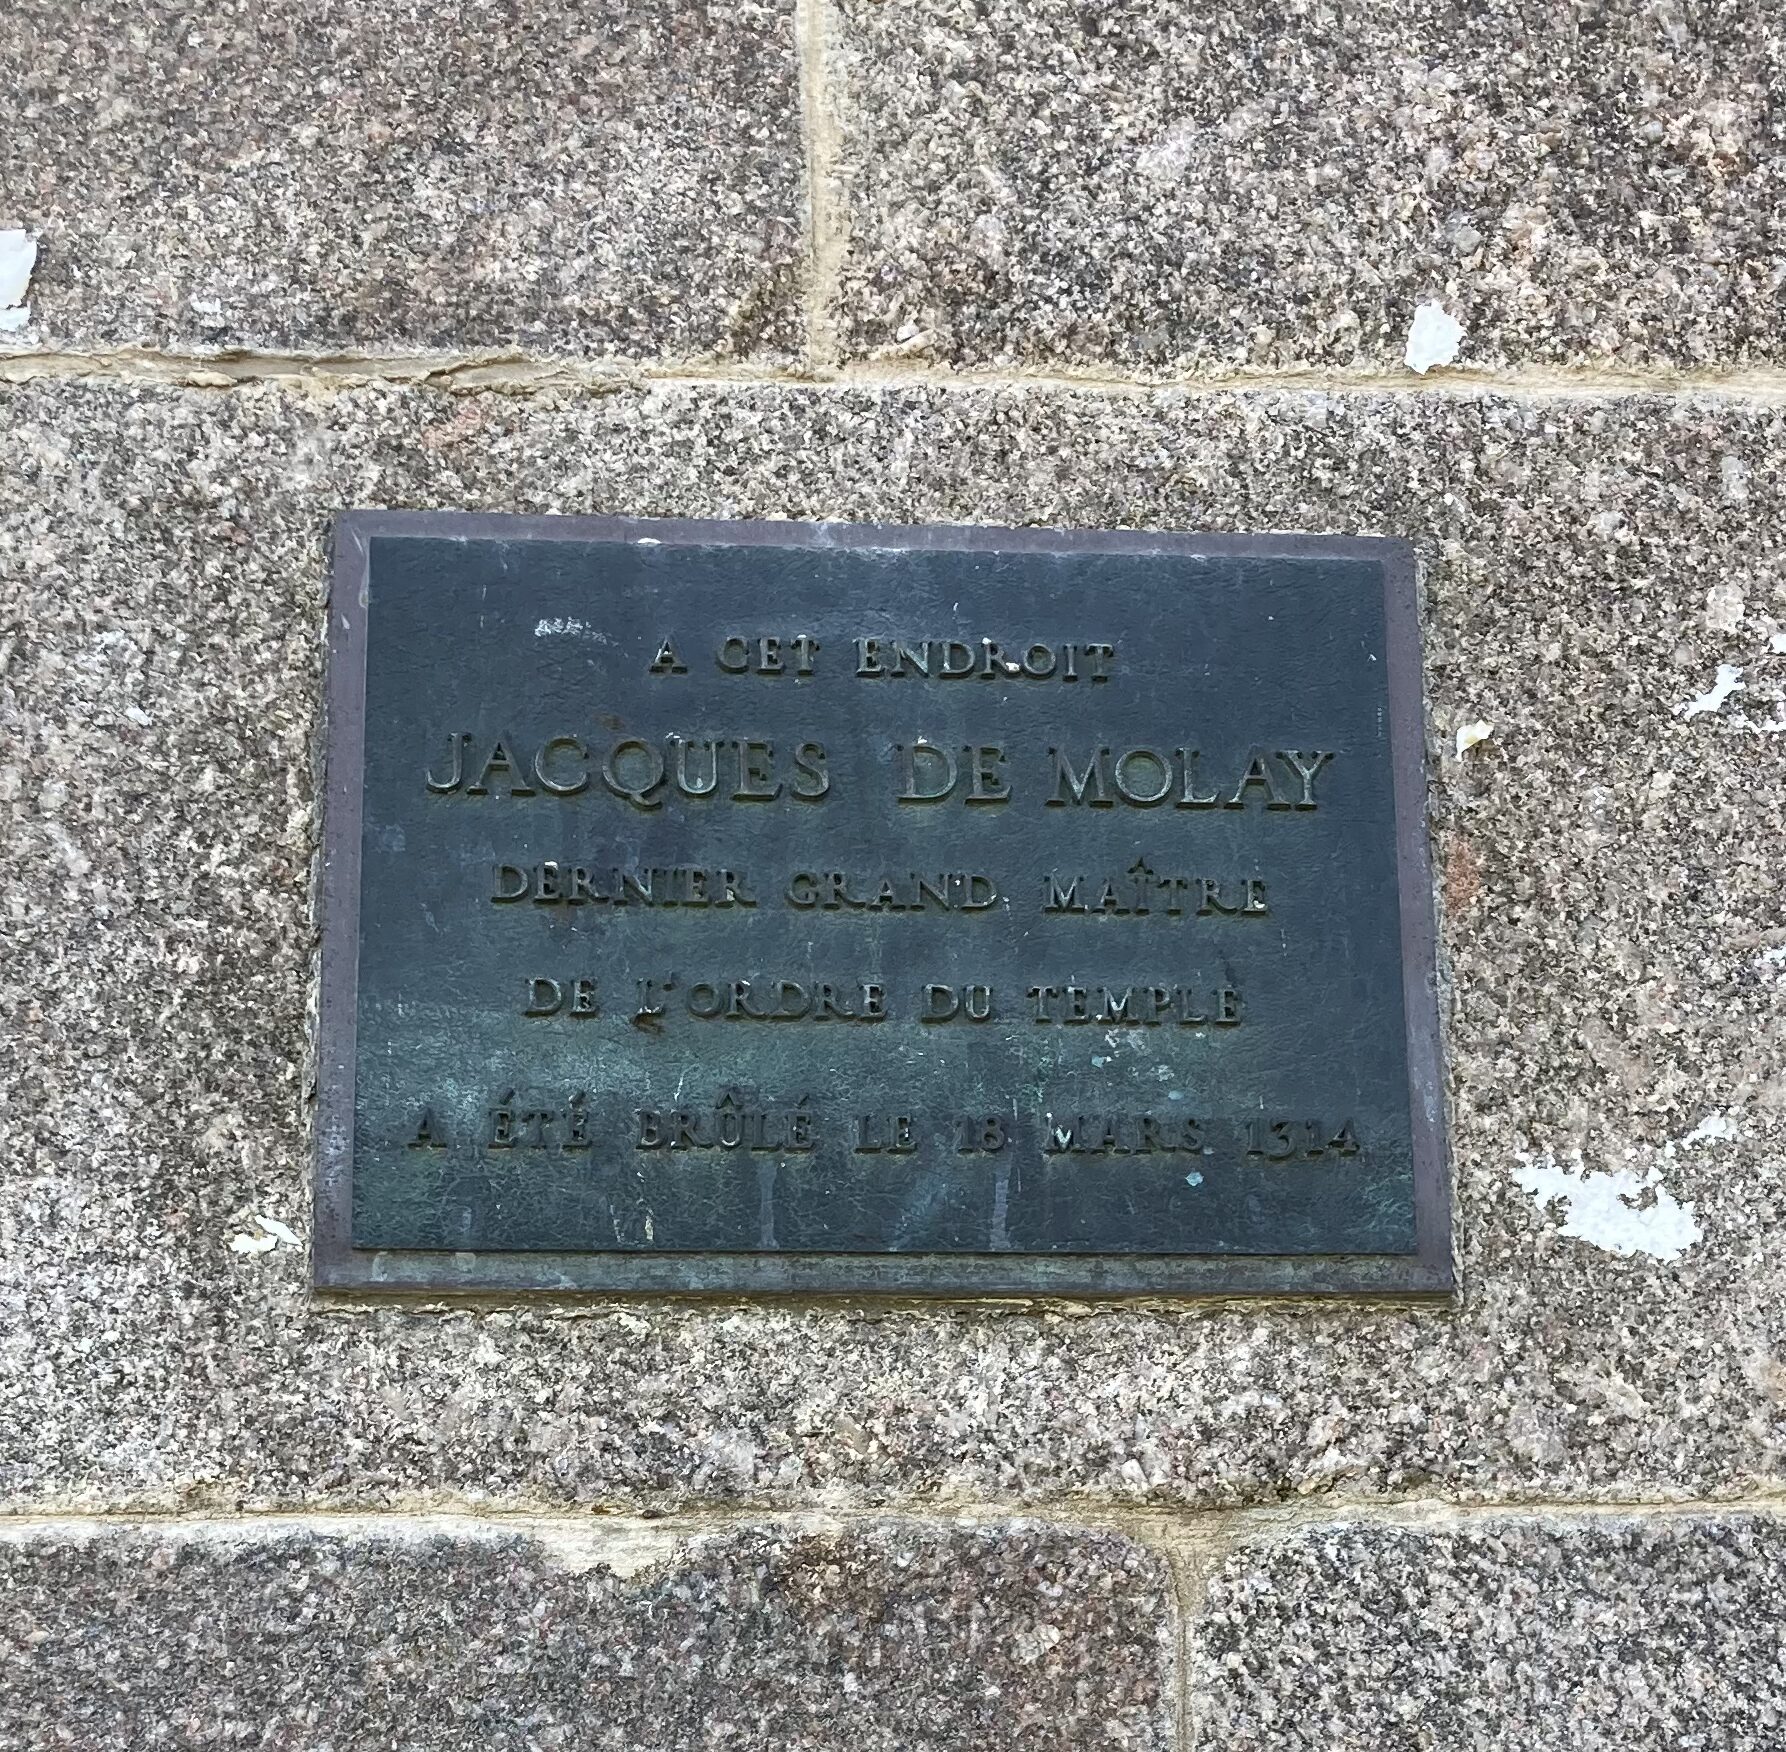 A CET ENDROIT
JACQUES DE MOLAY
DERNIER GRAND MAÎTRE
DE L'ORDRE DU TEMPLE
A ÉTÉ BRÛLÉ LE 18 MARS 1314